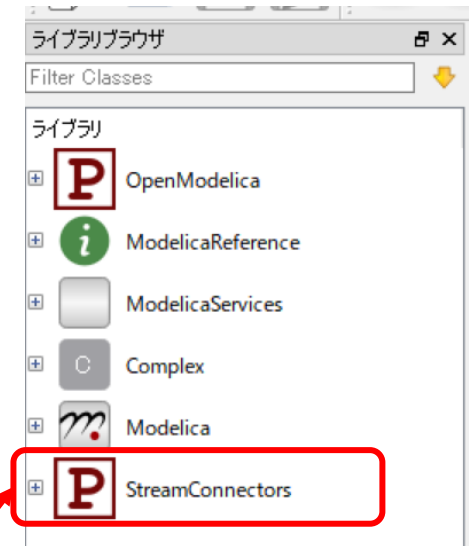 ライブラリブラウザ
Filter Classes
ライブラリ
P OpenModelica
i ModelicaReference
ModelicaServices
C Complex
m Modelica
P StreamConnectors